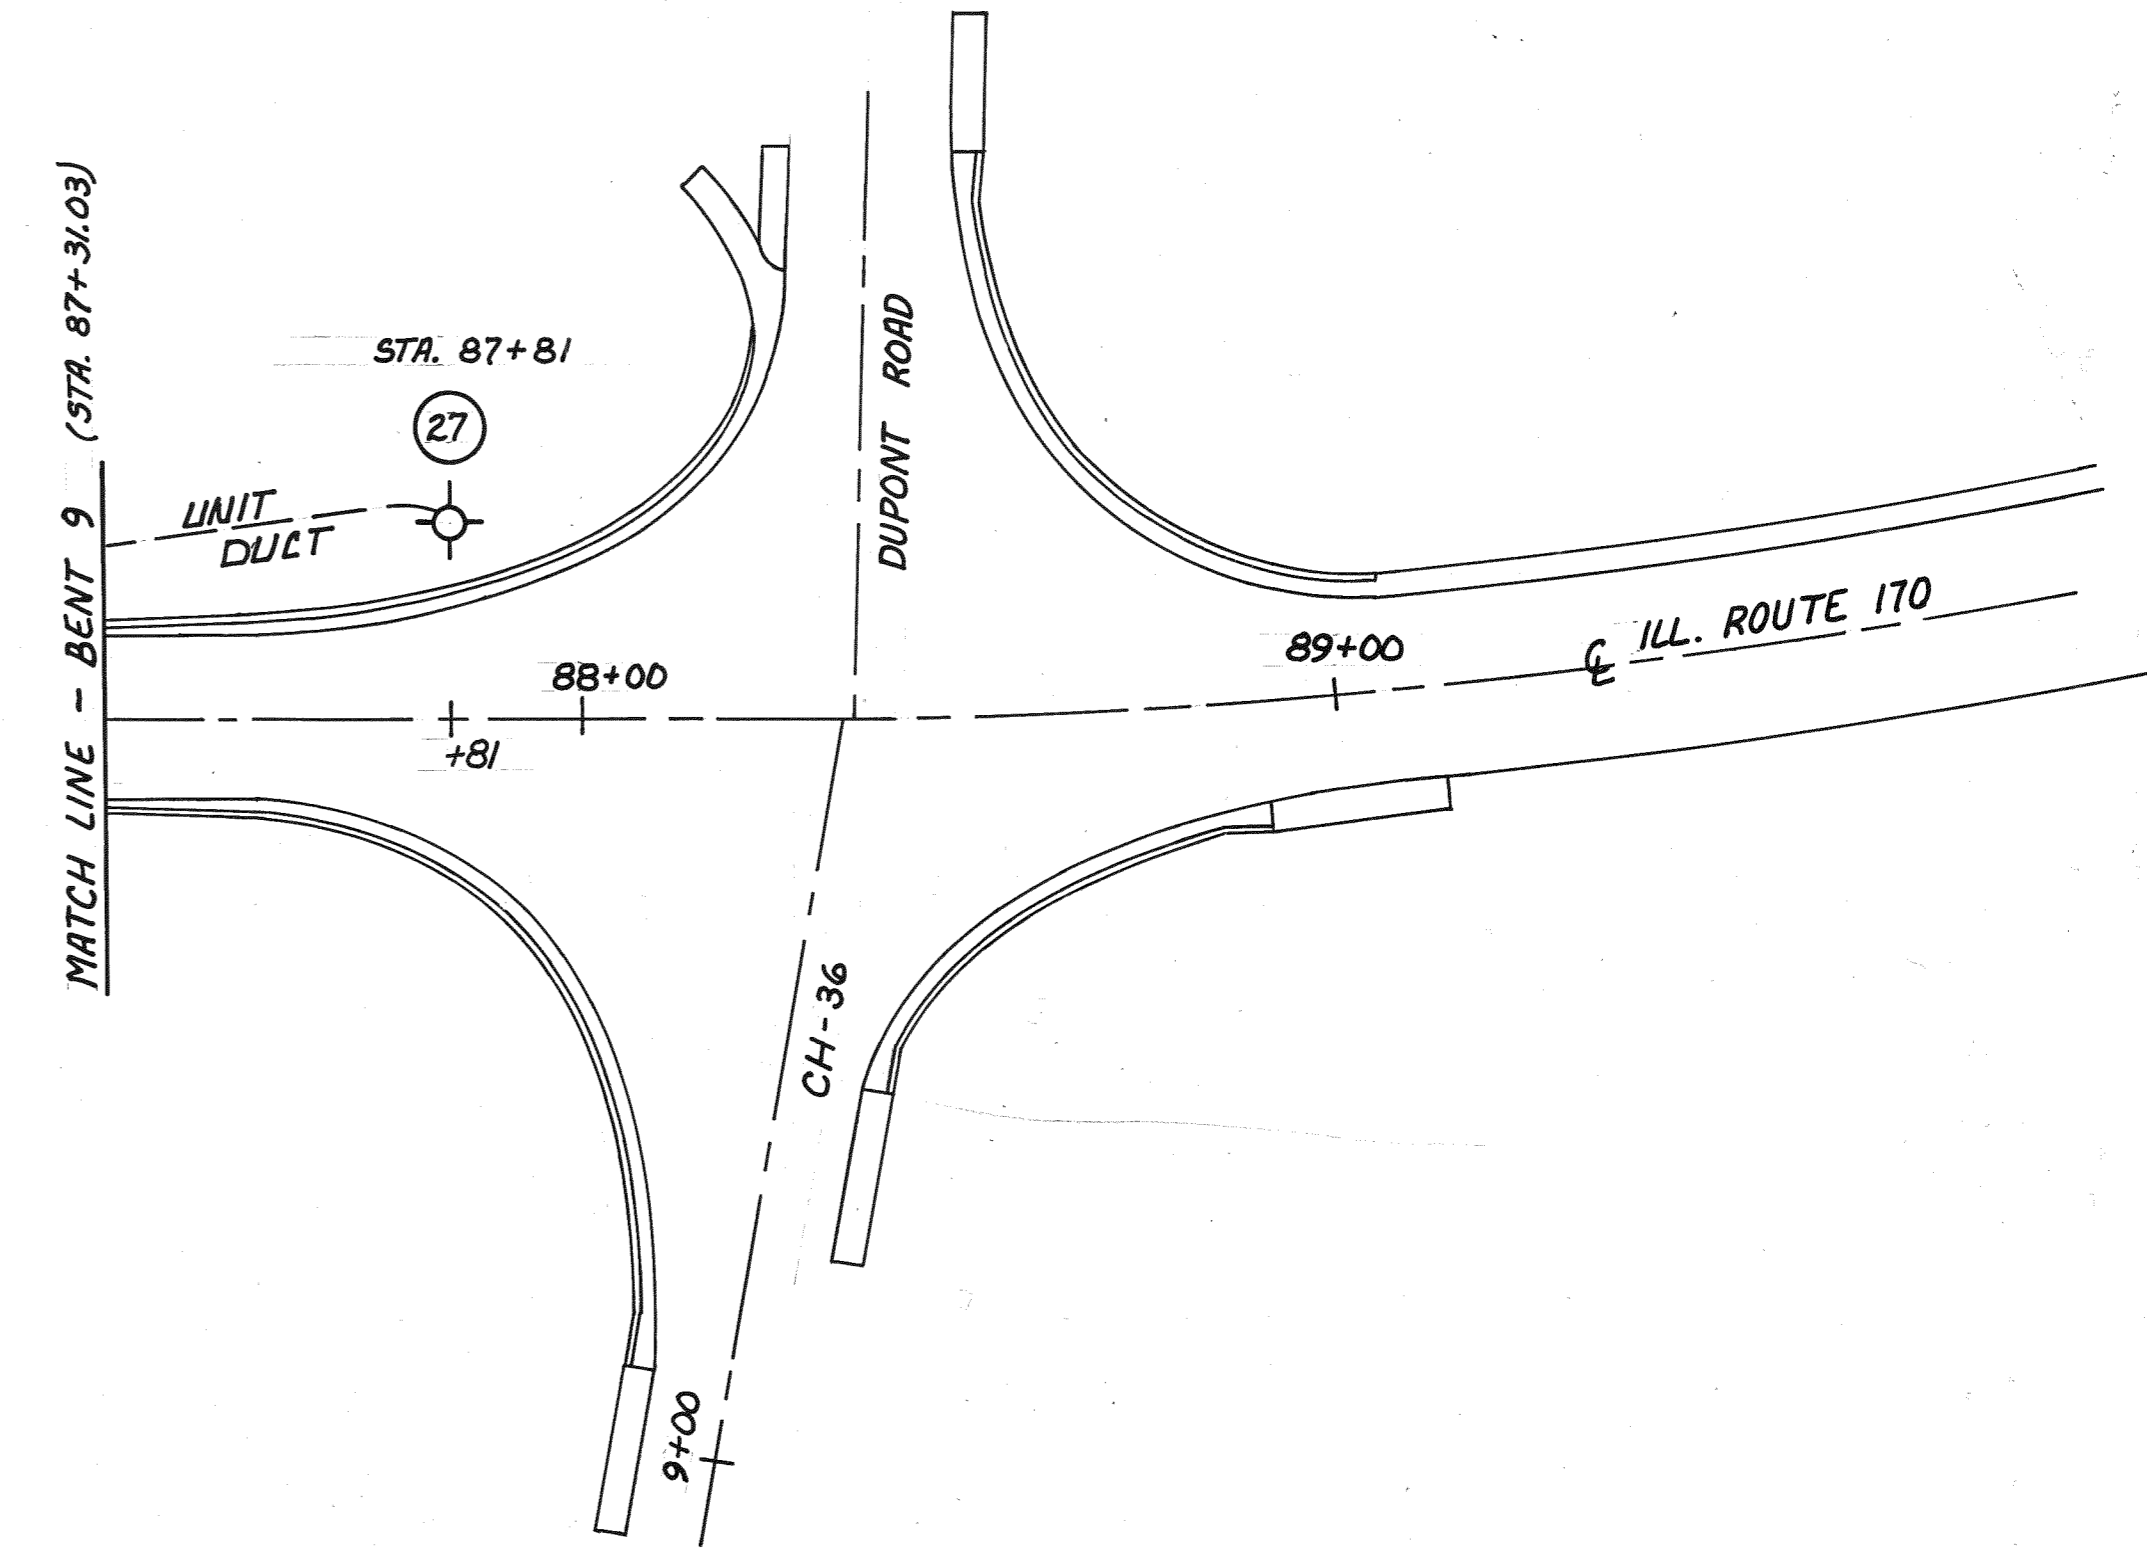 MATCH LINE - BENT 9 (STA. 87+31.03)
STA. 87+81
27
UNIT
DUCT
DUPONT ROAD
88+00
+81
89+00
℄ ILL. ROUTE 170
CH-36
9+00